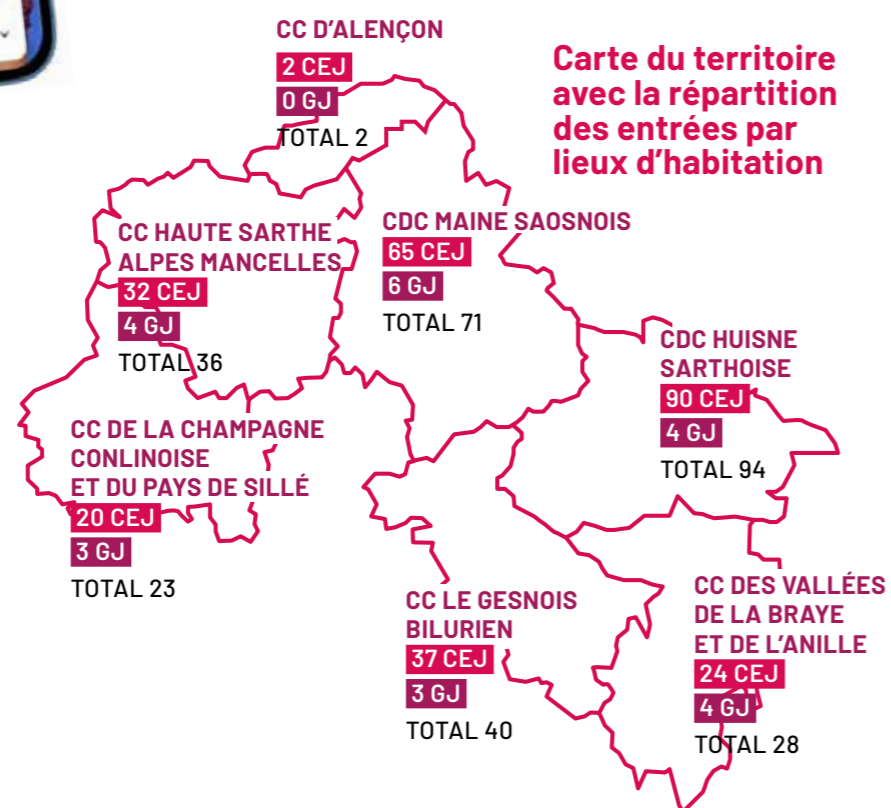 CC D'ALENÇON
2 CEJ
0 GJ
TOTAL 2
Carte du territoire
avec la répartition
des entrées par
lieux d'habitation
CC HAUTE SARTHE
ALPES MANCELLES
32 CEJ
4 GJ
TOTAL 36
CDC MAINE SAOSNOIS
65 CEJ
6 GJ
TOTAL 71
CDC HUISNE
SARTHOISE
90 CEJ
4 GJ
TOTAL 94
CC DE LA CHAMPAGNE
CONLINOISE
ET DU PAYS DE SILLÉ
20 CEJ
3 GJ
TOTAL 23
CC LE GESNOIS
BILURIEN
37 CEJ
3 GJ
TOTAL 40
CC DES VALLÉES
DE LA BRAYE
ET DE L'ANILLE
24 CEJ
4 GJ
TOTAL 28